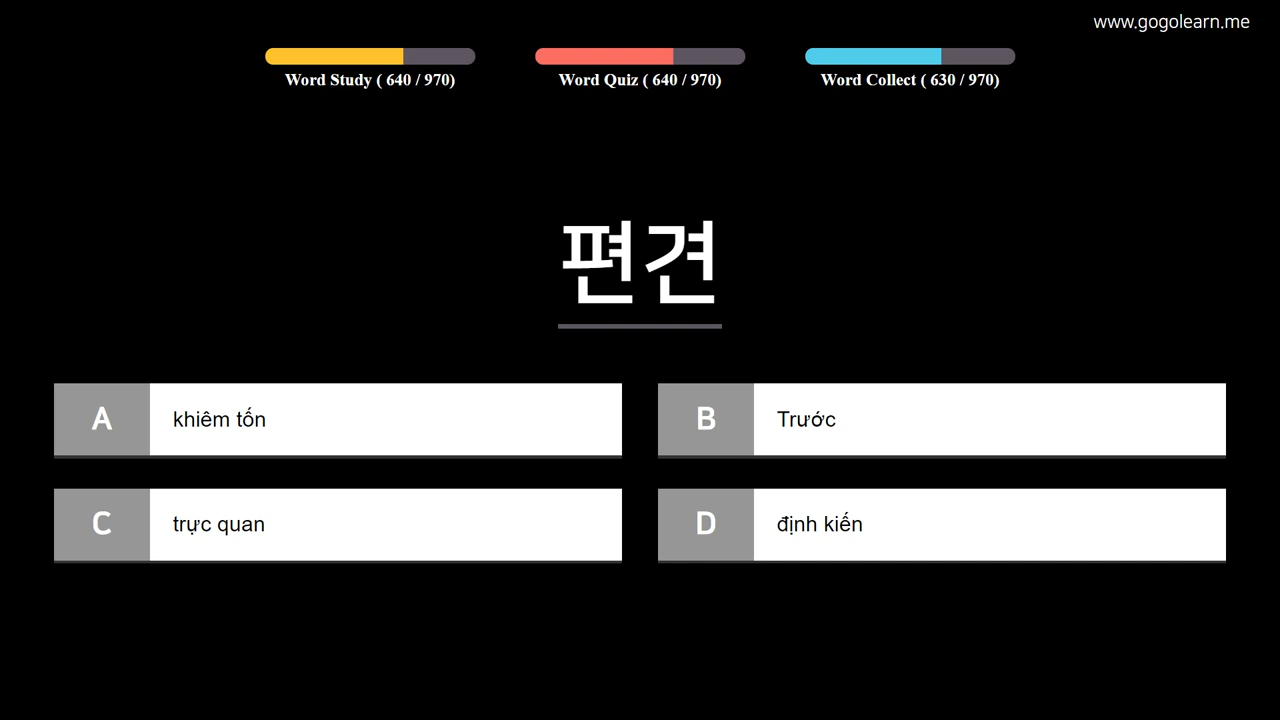 www.gogolearn.me
Word Study ( 640 / 970)
Word Quiz ( 640 / 970)
Word Collect ( 630 / 970)
편견
A khiêm tốn
B Trước
C trực quan
D định kiến